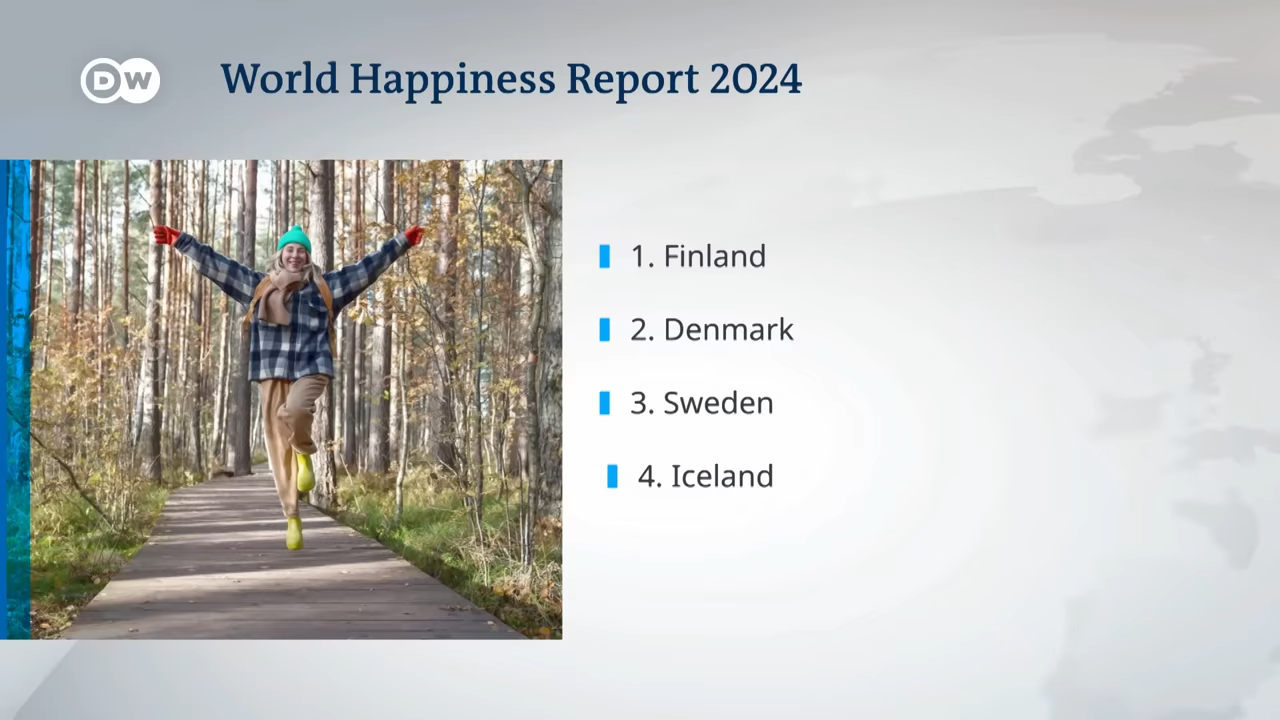 DW
World Happiness Report 2024
1. Finland
2. Denmark
3. Sweden
4. Iceland